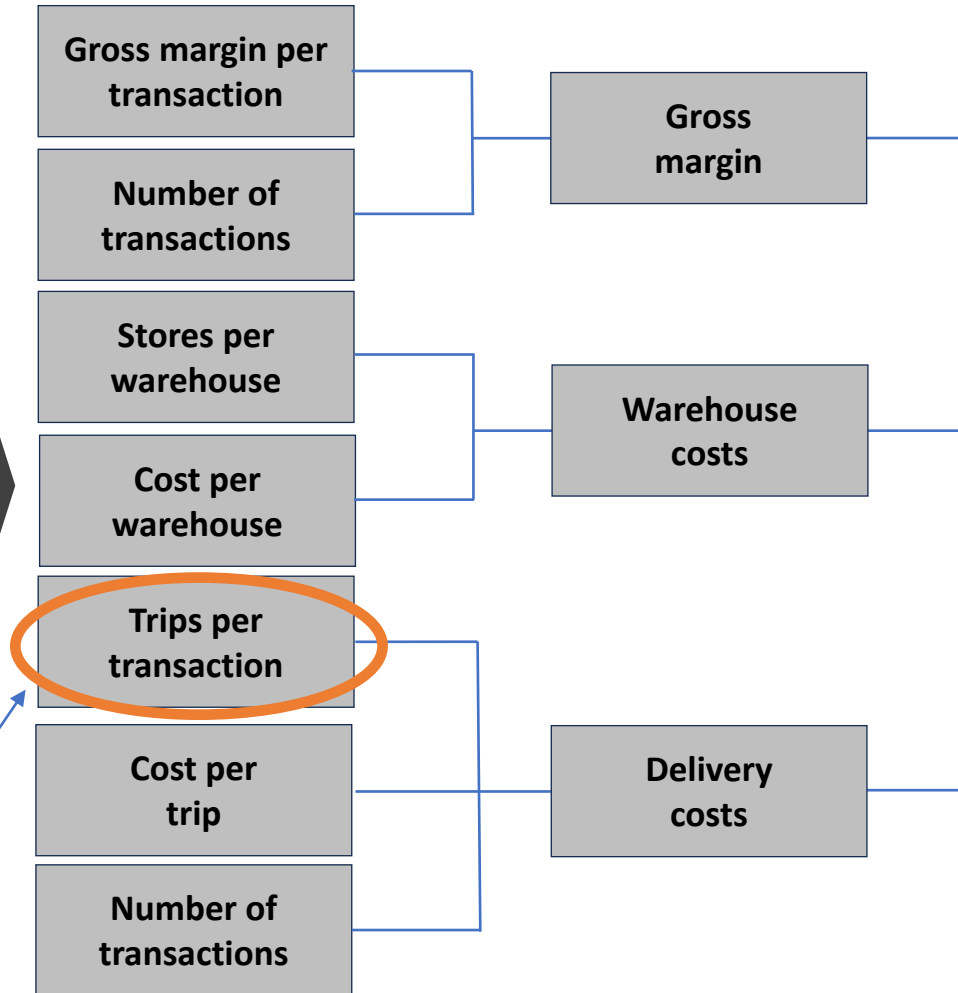 Gross margin per
transaction
Number of
transactions
Gross
margin
Stores per
warehouse
Cost per
warehouse
Warehouse
costs
Trips per
transaction
Cost per
trip
Number of
transactions
Delivery
costs